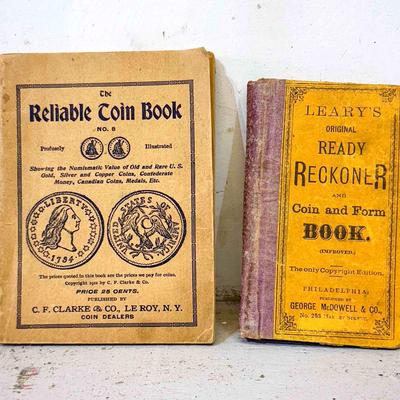 The
Reliable Coin Book
NO. 8
Profusely Illustrated
Showing the Numismatic Value of Old and Rare U. S.
Gold, Silver and Copper Coins, Confederate
Money, Canadian Coins, Medals, Etc.
LIBERTY
1794
UNITED STATES OF AMERICA
The prices quoted in this book are the prices we pay for coins.
Copyright 1910 by C. F. Clarke & Co.
PRICE 25 CENTS.
PUBLISHED BY
C. F. CLARKE & CO., LE ROY, N. Y.
COIN DEALERS
LEARY'S
ORIGINAL
READY
RECKONER
AND
Coin and Form
BOOK.
(IMPROVED.)
The only Copyright Edition.
PHILADELPHIA:
PUBLISHED BY
GEORGE McDOWELL & CO.,
No.